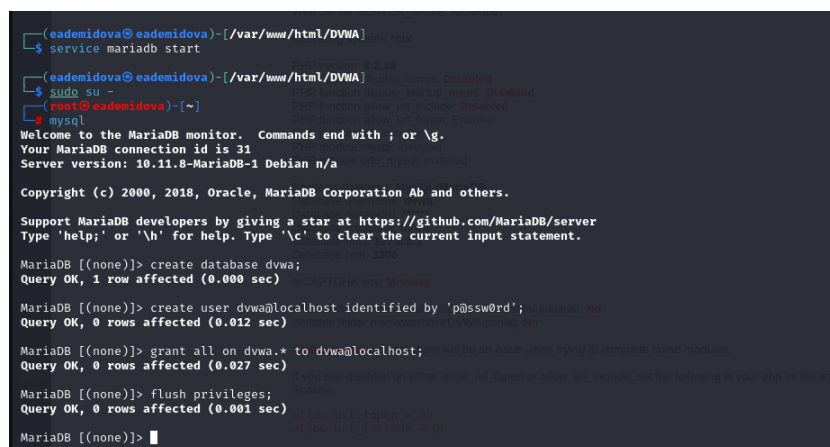 ┌──(eademidova㉿eademidova)-[/var/www/html/DVWA]
└─$ service mariadb start
┌──(eademidova㉿eademidova)-[/var/www/html/DVWA]
└─$ sudo su -
┌──(root㉿eademidova)-[~]
└─# mysql
Welcome to the MariaDB monitor.  Commands end with ; or \g.
Your MariaDB connection id is 31
Server version: 10.11.8-MariaDB-1 Debian n/a
Copyright (c) 2000, 2018, Oracle, MariaDB Corporation Ab and others.
Support MariaDB developers by giving a star at https://github.com/MariaDB/server
Type 'help;' or '\h' for help. Type '\c' to clear the current input statement.
MariaDB [(none)]> create database dvwa;
Query OK, 1 row affected (0.000 sec)
MariaDB [(none)]> create user dvwa@localhost identified by 'p@ssw0rd';
Query OK, 0 rows affected (0.012 sec)
MariaDB [(none)]> grant all on dvwa.* to dvwa@localhost;
Query OK, 0 rows affected (0.027 sec)
MariaDB [(none)]> flush privileges;
Query OK, 0 rows affected (0.001 sec)
MariaDB [(none)]>